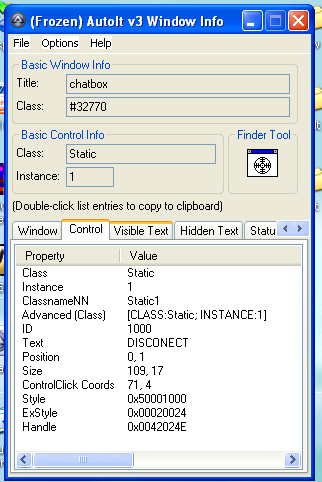 (Frozen) AutoIt v3 Window Info
File Options Help
Basic Window Info
Title: chatbox
Class: #32770
Basic Control Info Finder Tool
Class: Static
Instance: 1
(Double-click list entries to copy to clipboard)
Window Control Visible Text Hidden Text Statu
Property Value
Class Static
Instance 1
ClassnameNN Static1
Advanced (Class) [CLASS:Static; INSTANCE:1]
ID 1000
Text DISCONECT
Position 0, 1
Size 109, 17
ControlClick Coords 71, 4
Style 0x50001000
ExStyle 0x00020024
Handle 0x0042024E